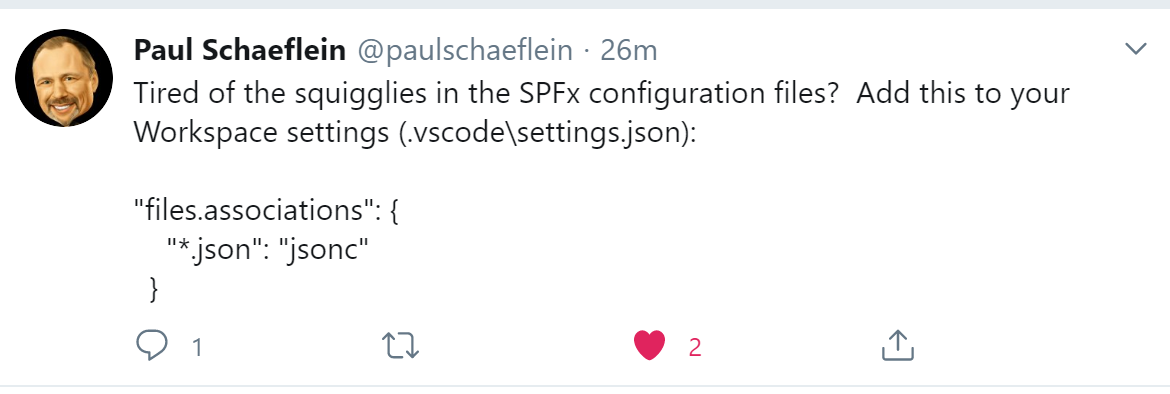 Paul Schaeflein @paulschaeflein · 26m
Tired of the squigglies in the SPFx configuration files?  Add this to your
Workspace settings (.vscode\settings.json):
"files.associations": {
"*.json": "jsonc"
}
1 2